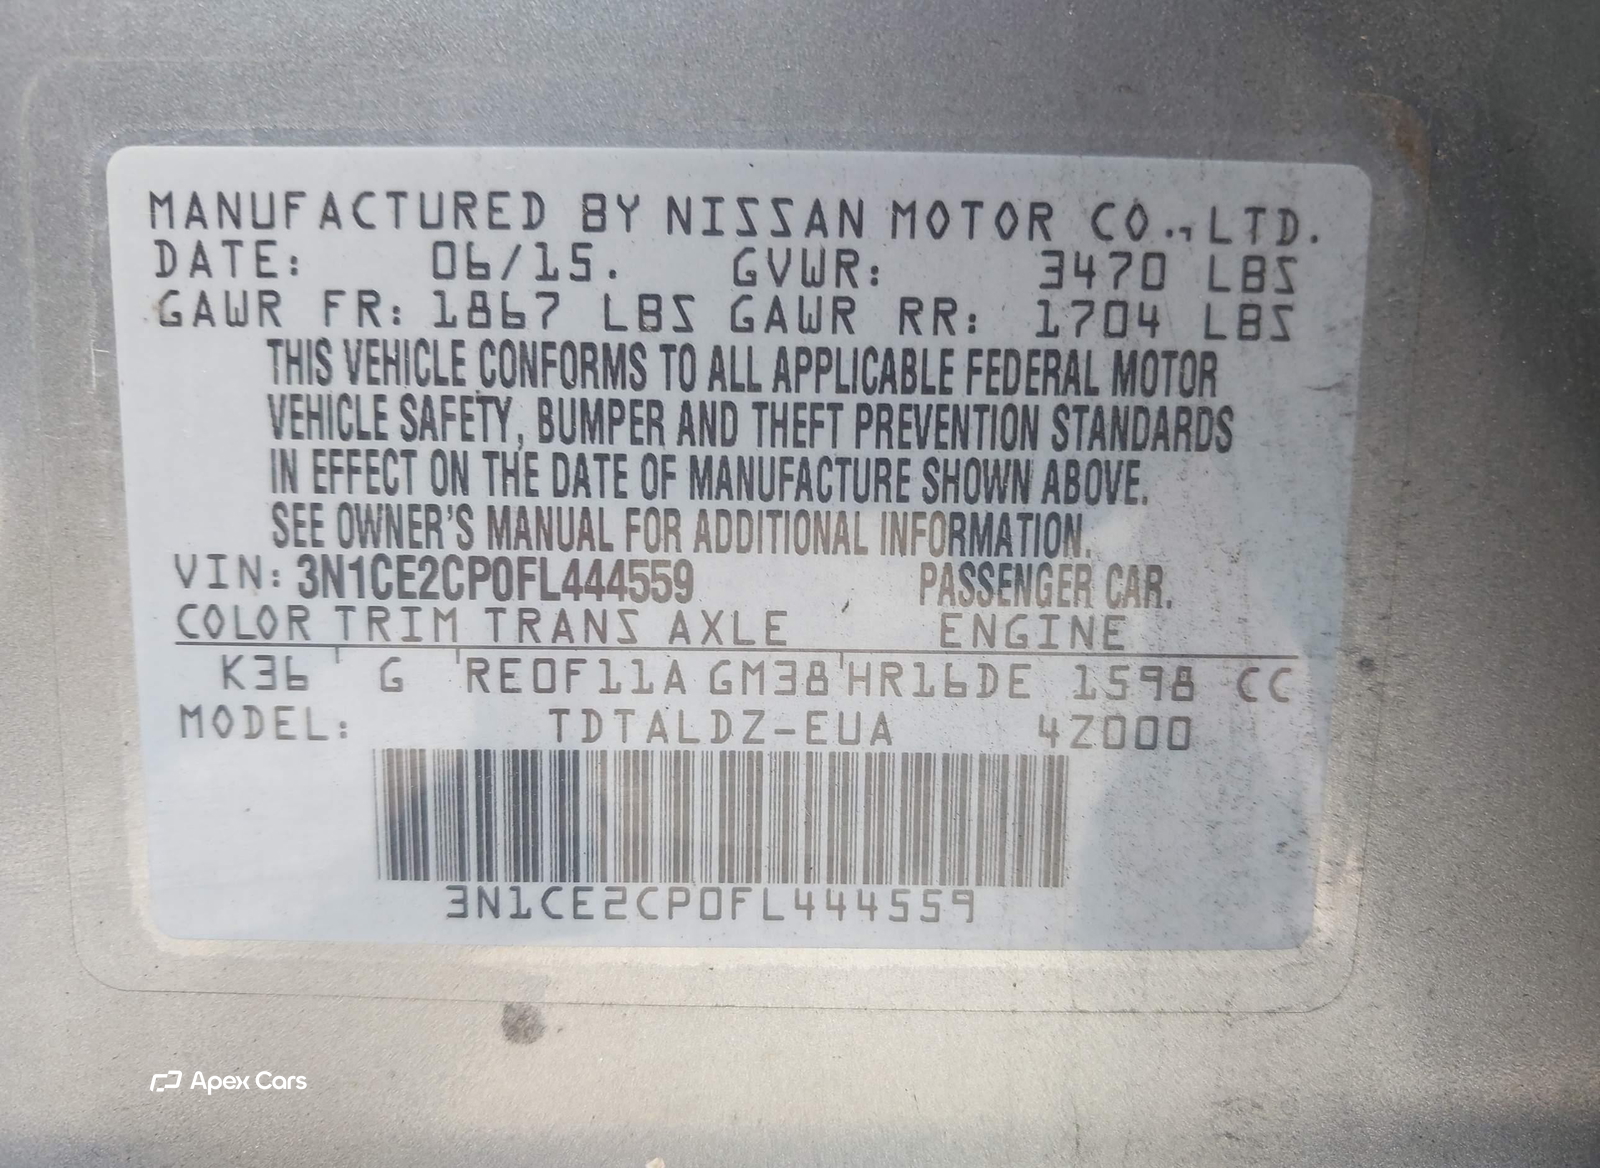 MANUFACTURED BY NISSAN MOTOR CO., LTD.
DATE: 06/15. GVWR: 3470 LBS
GAWR FR: 1867 LBS GAWR RR: 1704 LBS
THIS VEHICLE CONFORMS TO ALL APPLICABLE FEDERAL MOTOR
VEHICLE SAFETY, BUMPER AND THEFT PREVENTION STANDARDS
IN EFFECT ON THE DATE OF MANUFACTURE SHOWN ABOVE.
SEE OWNER'S MANUAL FOR ADDITIONAL INFORMATION.
VIN: 3N1CE2CP0FL444559 PASSENGER CAR.
COLOR TRIM TRANS AXLE ENGINE
K36 G RE0F11A GM38 HR16DE 1598 CC
MODEL: TDTALDZ-EUA 4Z000
3N1CE2CP0FL444559
Apex Cars